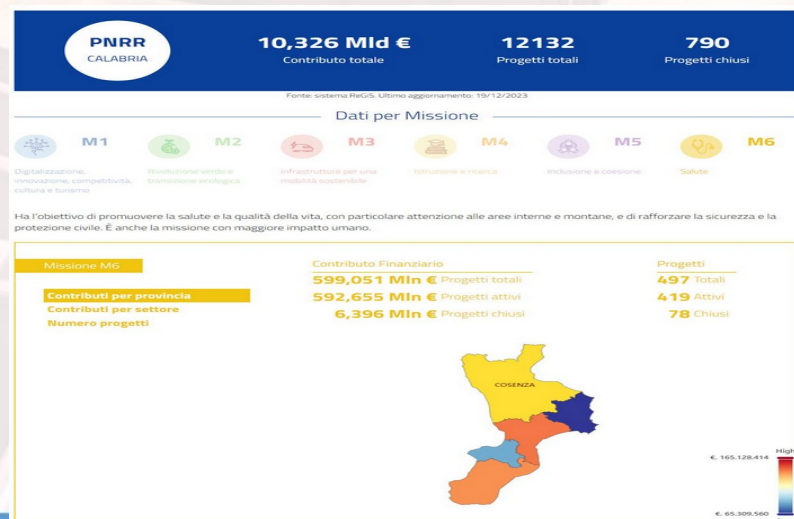 PNRR
CALABRIA
10,326 Mld €
Contributo totale
12132
Progetti totali
790
Progetti chiusi
Fonte: sistema ReGiS. Ultimo aggiornamento: 19/12/2023
Dati per Missione
M1
Digitalizzazione,
innovazione, competitività,
cultura e turismo
M2
Rivoluzione verde e
transizione ecologica
M3
Infrastrutture per una
mobilità sostenibile
M4
Istruzione e ricerca
M5
Inclusione e coesione
M6
Salute
Ha l'obiettivo di promuovere la salute e la qualità della vita, con particolare attenzione alle aree interne e montane, e di rafforzare la sicurezza e la
protezione civile. È anche la missione con maggiore impatto umano.
Missione M6
Contributi per provincia
Contributi per settore
Numero progetti
Contributo Finanziario
599,051 Mln € Progetti totali
592,655 Mln € Progetti attivi
6,396 Mln € Progetti chiusi
Progetti
497 Totali
419 Attivi
78 Chiusi
COSENZA
High
€. 165.128.414
€. 65.309.560